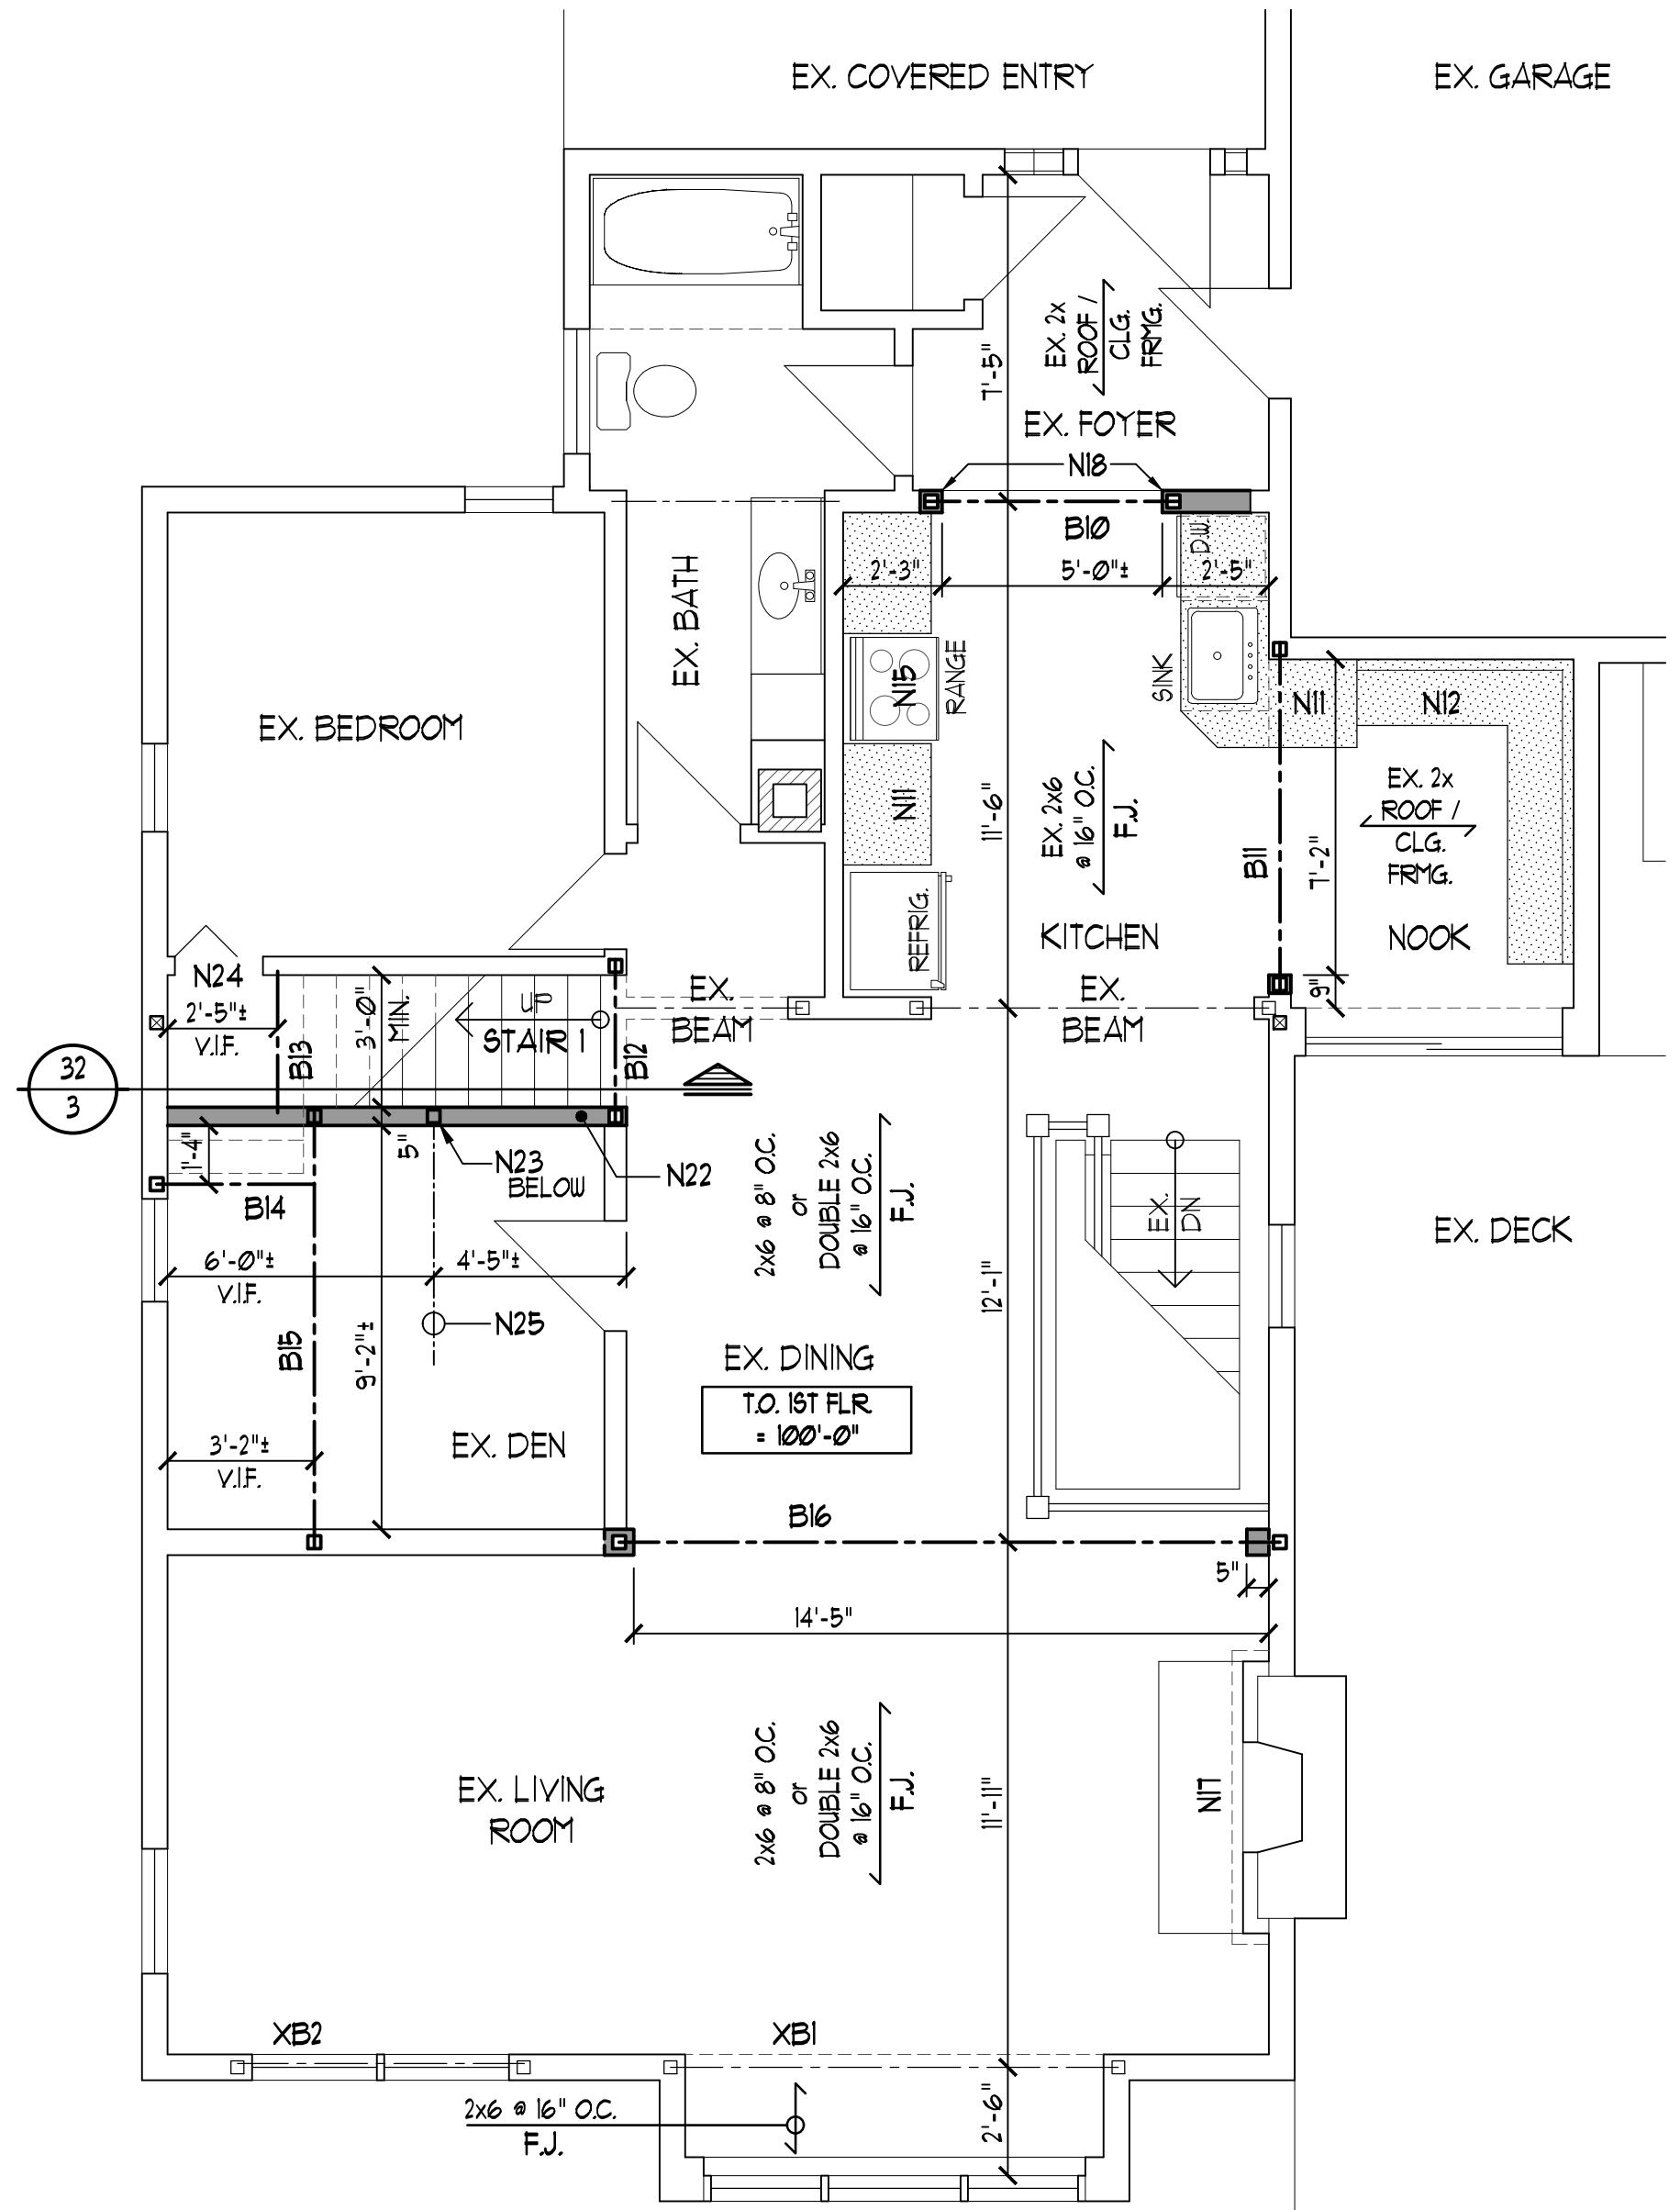 EX. COVERED ENTRY
EX. GARAGE
EX. 2x
ROOF /
CLG.
FRMG.
7'-5"
EX. FOYER
N18
B10
D.W.
2'-3"
5'-0"±
2'-5"
EX. BATH
N15
RANGE
SINK
N11
N12
EX. BEDROOM
EX. 2x6
@ 16" O.C.
F.J.
11'-6"
N11
B11
7'-2"
EX. 2x
ROOF /
CLG.
FRMG.
REFRIG.
KITCHEN
NOOK
N24
2'-5"±
V.I.F.
3'-0"
MIN.
UP
STAIR 1
EX.
BEAM
EX.
BEAM
9"
B13
B12
32
3
1'-4"
5"
N23
BELOW
N22
2x6 @ 8" O.C.
or
DOUBLE 2x6
@ 16" O.C.
F.J.
EX.
DN
EX. DECK
B14
6'-0"±
V.I.F.
4'-5"±
N25
B15
9'-2"±
12'-1"
EX. DINING
T.O. 1ST FLR
= 100'-0"
3'-2"±
V.I.F.
EX. DEN
B16
5"
14'-5"
EX. LIVING
ROOM
2x6 @ 8" O.C.
or
DOUBLE 2x6
@ 16" O.C.
F.J.
11'-11"
N17
XB2
XB1
2x6 @ 16" O.C.
F.J.
2'-6"